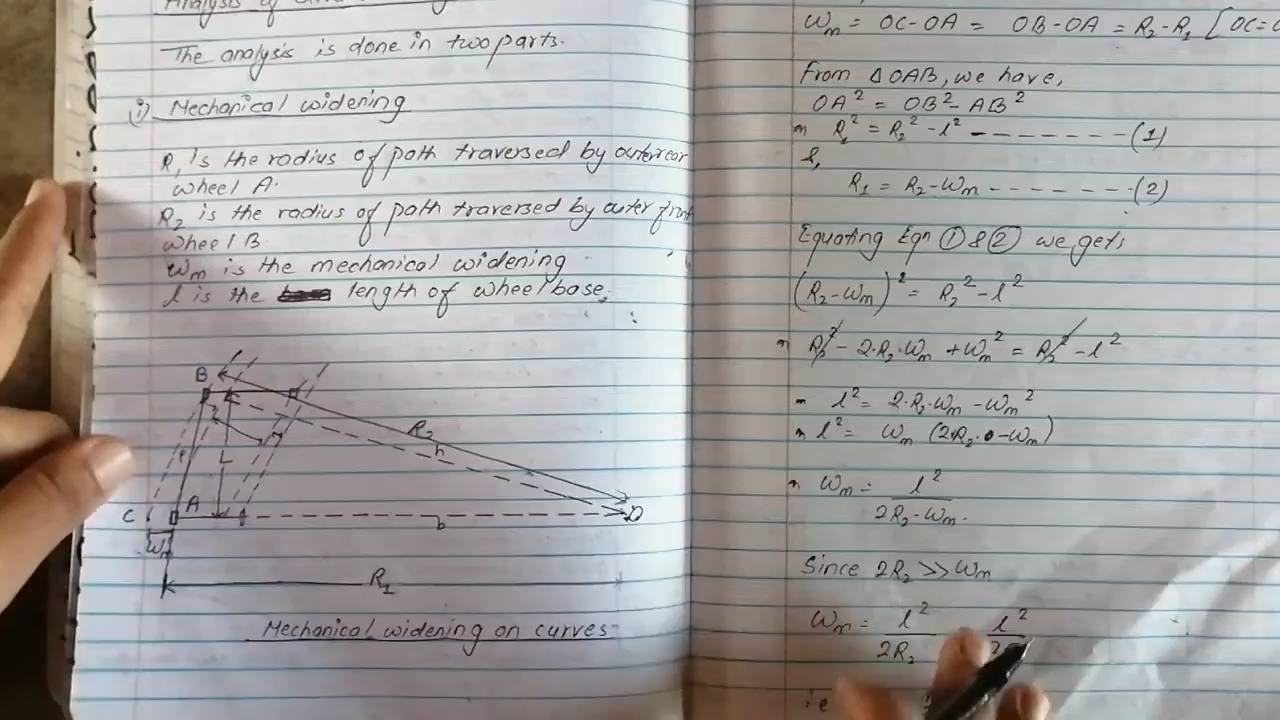 Analysis of
The analysis is done in two parts.
(i) Mechanical widening
R₁ is the radius of path traversed by outer rear
wheel A.
R₂ is the radius of path traversed by outer front
wheel B.
Wm is the mechanical widening
l is the length of wheel base.
B
R₂
h
l
L
C
A
O
b
Wm
R₁
Mechanical widening on curves
Wm = OC-OA = OB-OA = R₂-R₁ [OC=
From ΔOAB, we have,
OA² = OB² - AB²
R₁² = R₂² - l² ------- (1)
&,
R₁ = R₂-Wm ------- (2)
Equating Eqn ① & ② we get,
(R₂-Wm)² = R₂² - l²
R₂² - 2.R₂.Wm + Wm² = R₂² - l²
l² = 2.R₂.Wm - Wm²
l² = Wm (2R₂ - Wm)
Wm = l² / 2R₂-Wm.
Since 2R₂ >> Wm
Wm = l² / 2R₂ l²
i.e